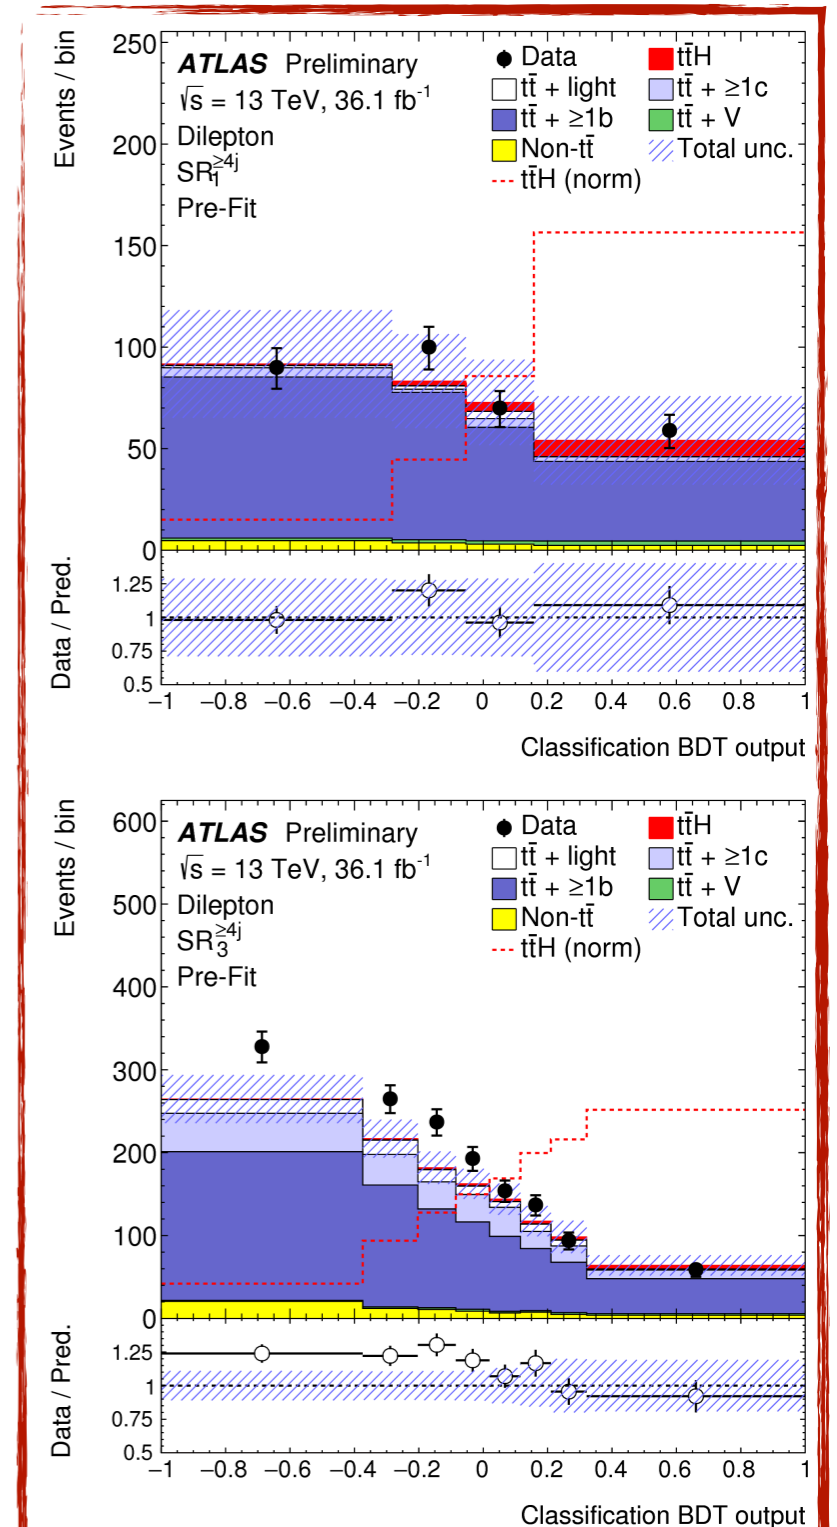 Events / bin
250
200
150
100
50
0
ATLAS Preliminary
√s = 13 TeV, 36.1 fb⁻¹
Dilepton
SR₁^≥4j
Pre-Fit
Data
tt̄H
tt̄ + light
tt̄ + ≥1c
tt̄ + ≥1b
tt̄ + V
Non-tt̄
Total unc.
tt̄H (norm)
Data / Pred.
1.25
1
0.75
0.5
−1 −0.8 −0.6 −0.4 −0.2 0 0.2 0.4 0.6 0.8 1
Classification BDT output
Events / bin
600
500
400
300
200
100
0
ATLAS Preliminary
√s = 13 TeV, 36.1 fb⁻¹
Dilepton
SR₃^≥4j
Pre-Fit
Data
tt̄H
tt̄ + light
tt̄ + ≥1c
tt̄ + ≥1b
tt̄ + V
Non-tt̄
Total unc.
tt̄H (norm)
Data / Pred.
1.25
1
0.75
0.5
−1 −0.8 −0.6 −0.4 −0.2 0 0.2 0.4 0.6 0.8 1
Classification BDT output